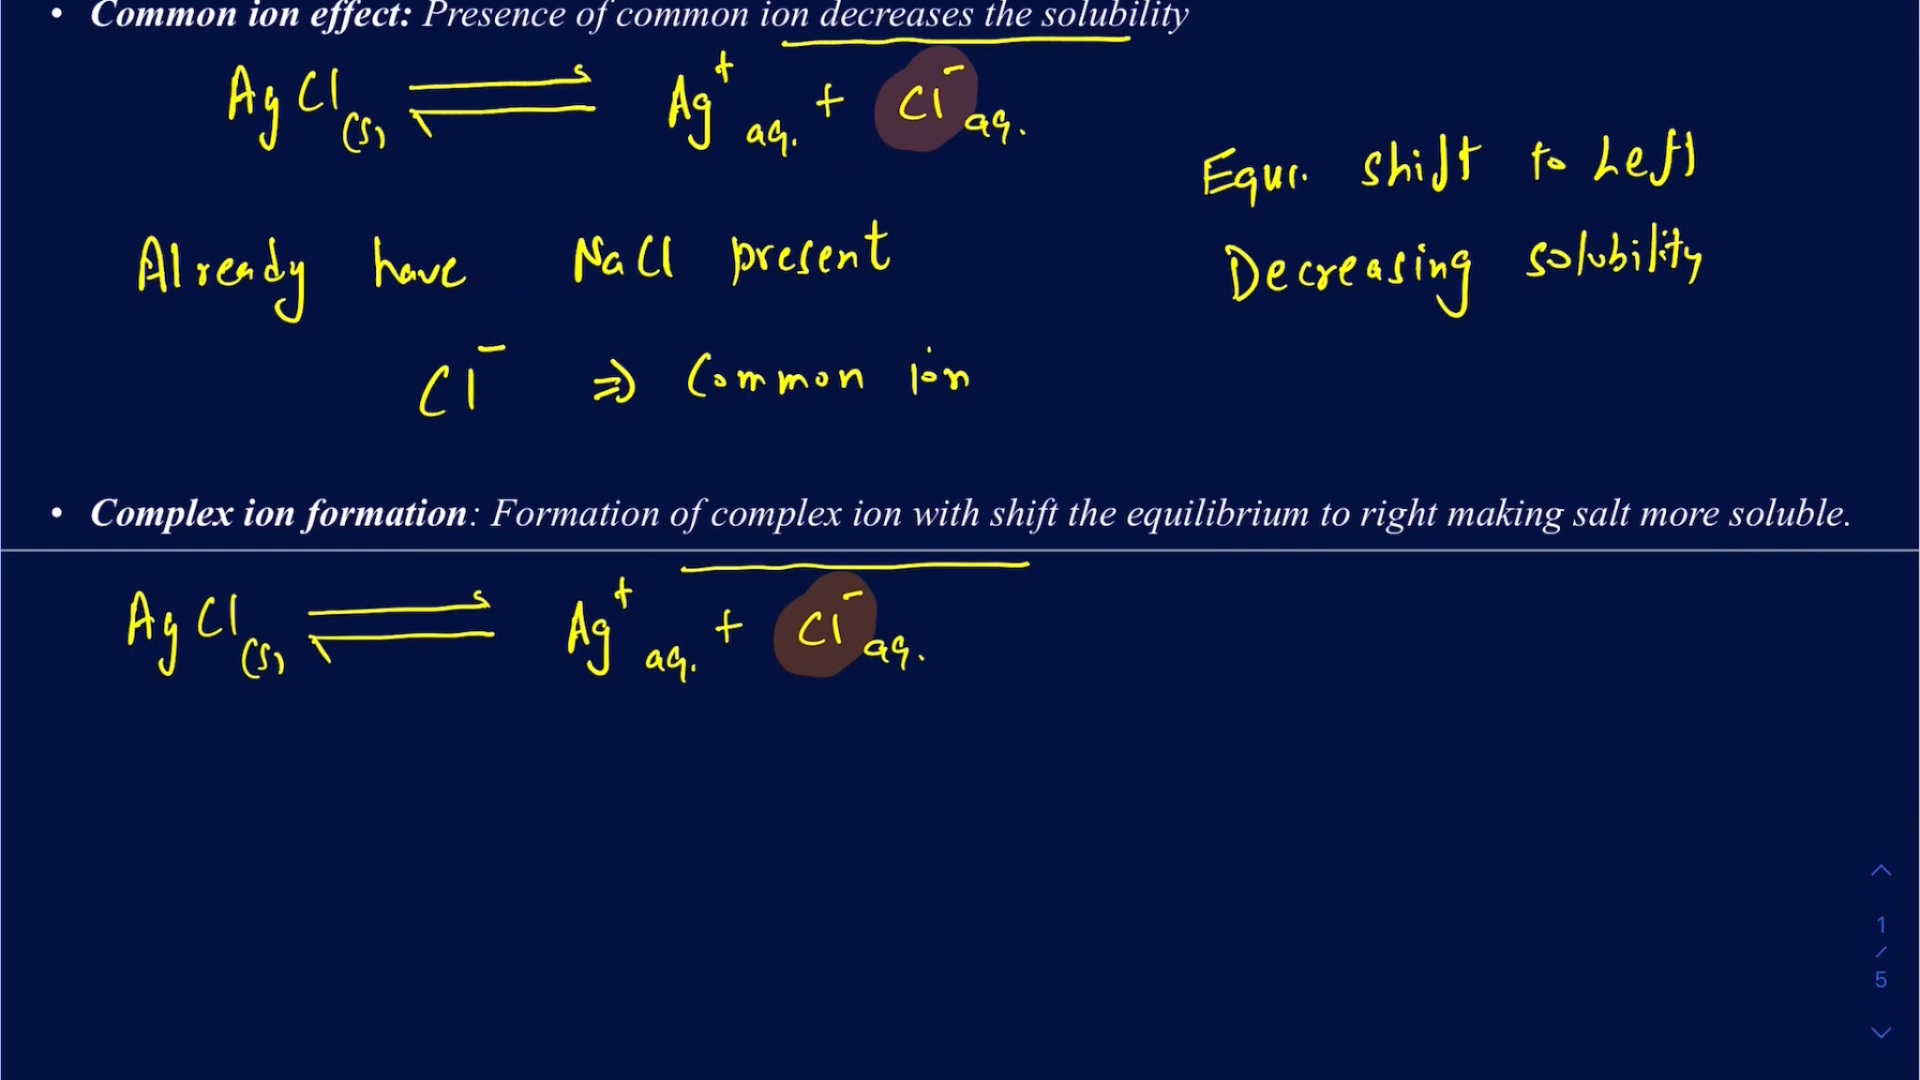 • Common ion effect: Presence of common ion decreases the solubility
AgCl(s) ⇌ Ag⁺ aq. + Cl⁻ aq.
Equi. shift to Left
Already have NaCl present
Decreasing solubility
Cl⁻ ⇒ Common ion
• Complex ion formation: Formation of complex ion with shift the equilibrium to right making salt more soluble.
AgCl(s) ⇌ Ag⁺ aq. + Cl⁻ aq.
1
/
5